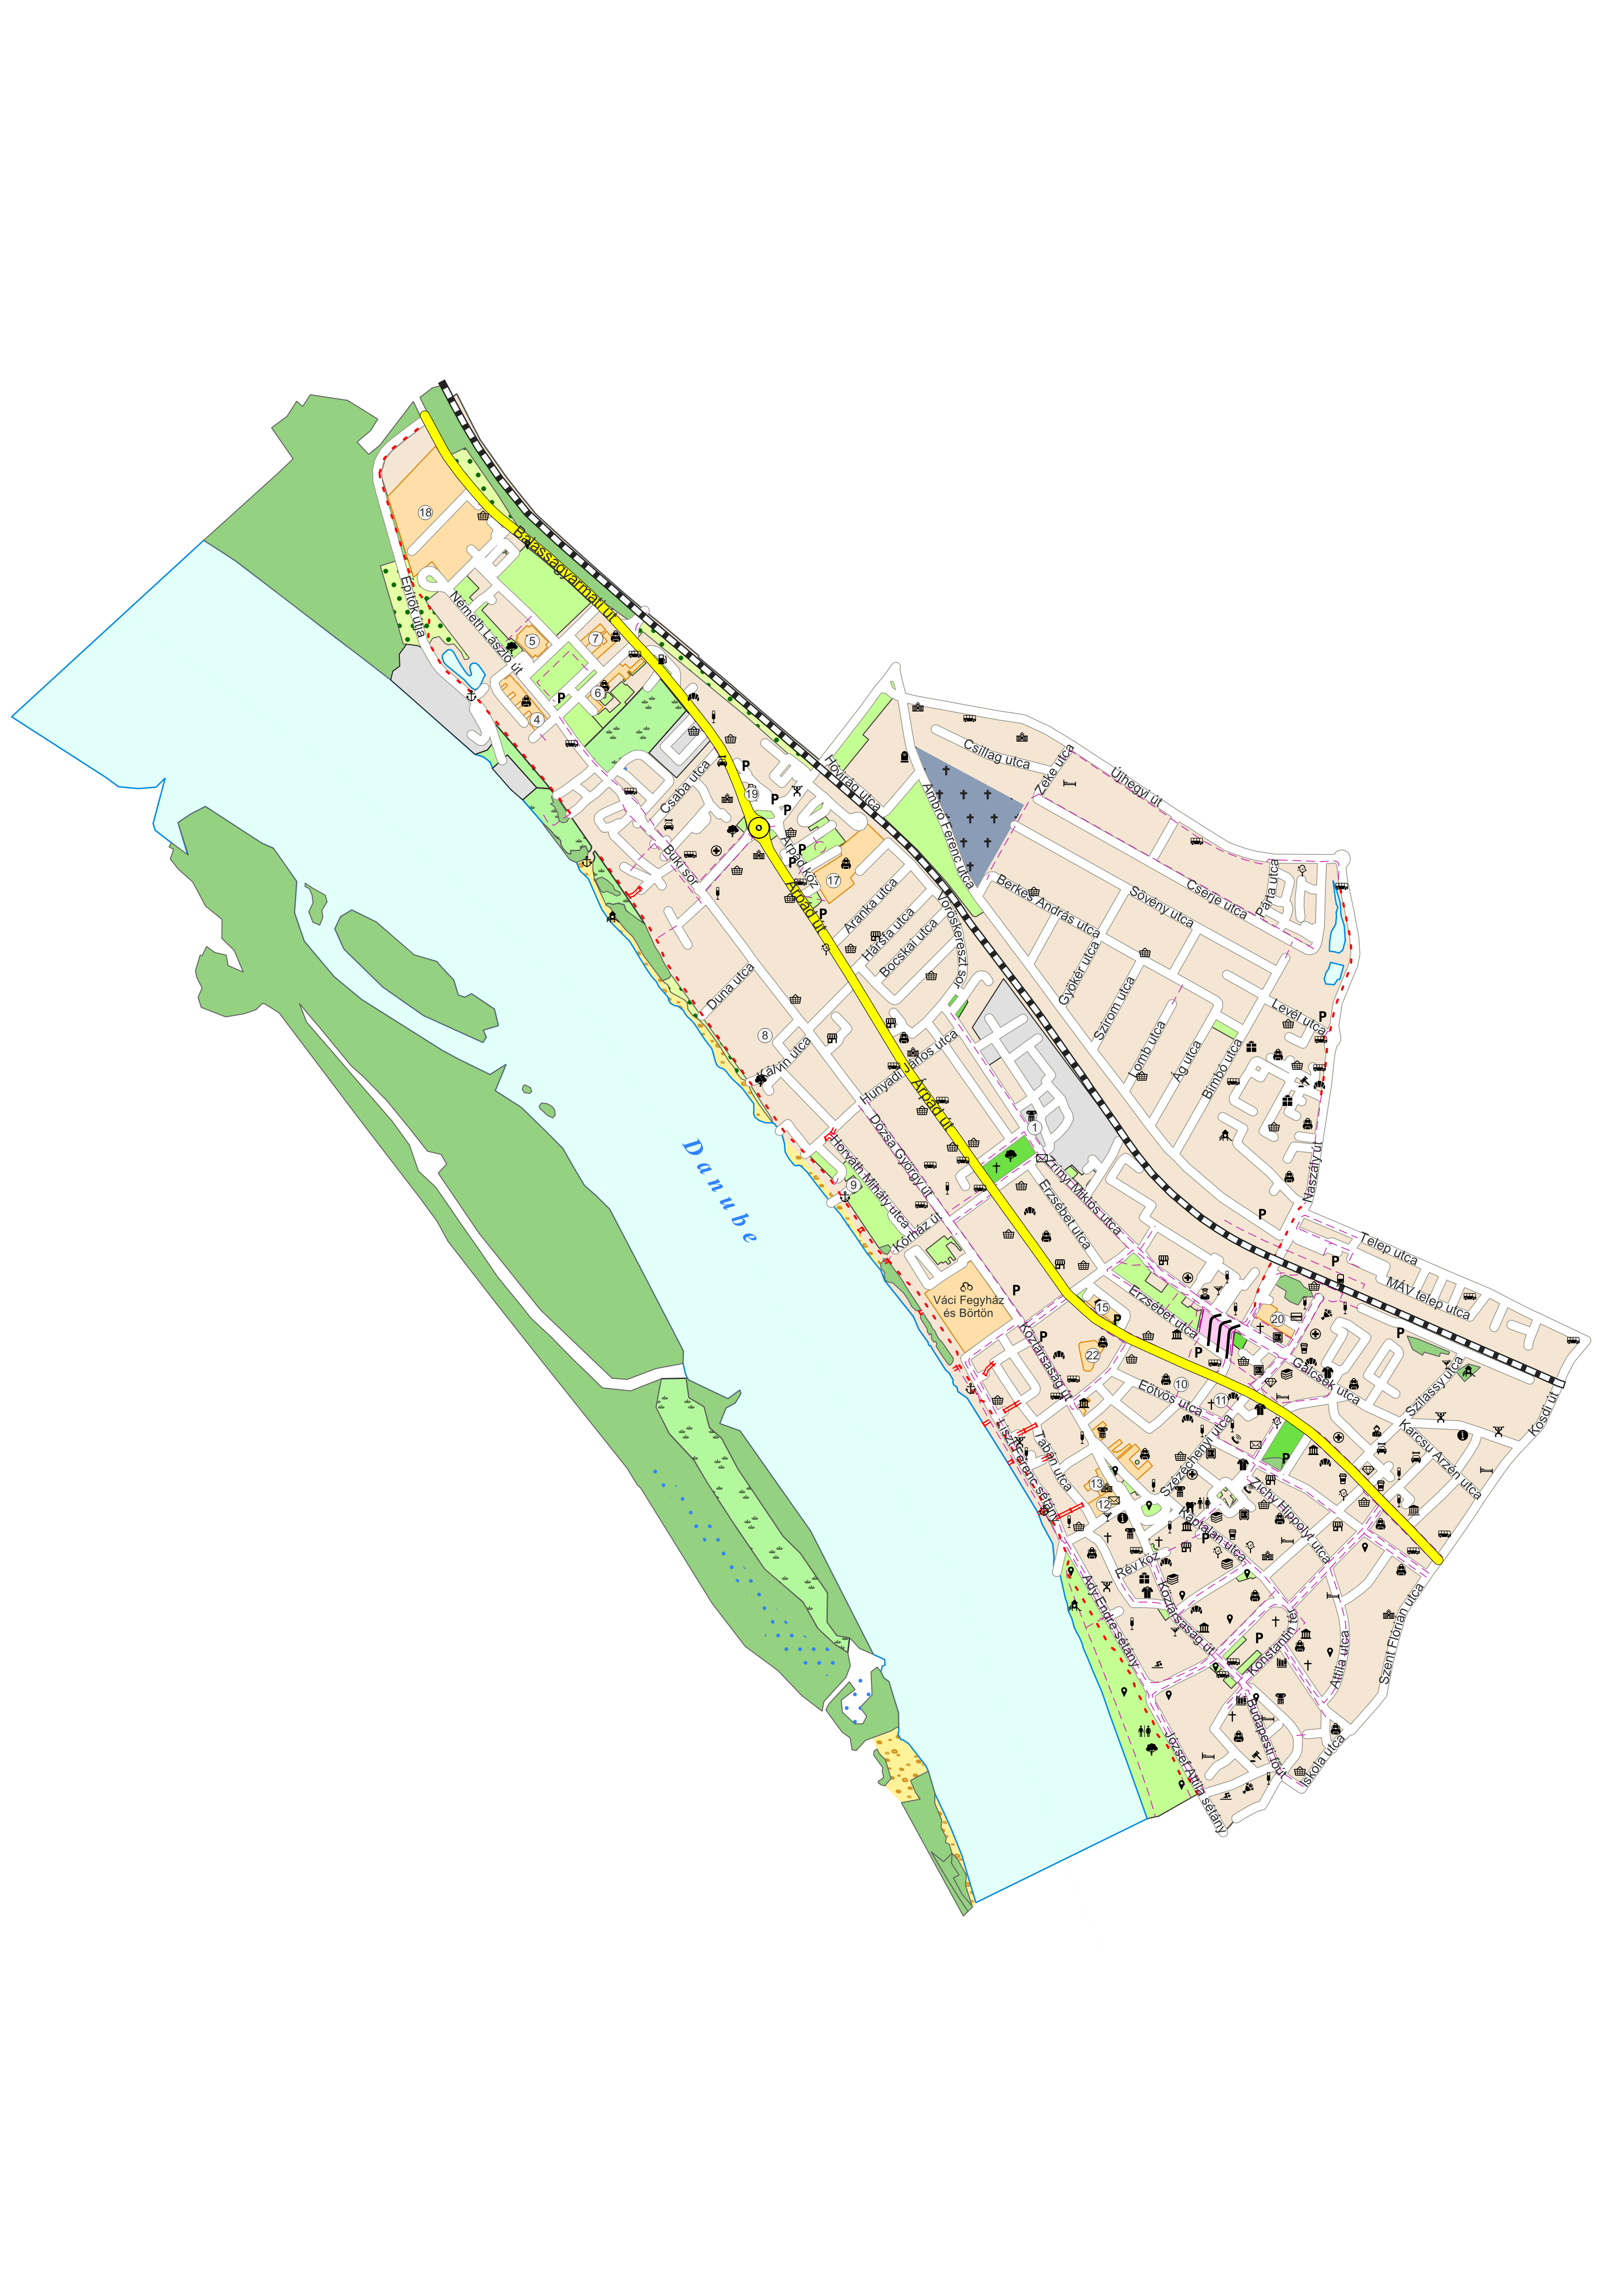 18
Balassagyarmati út
Építők útja
Németh László út
5
7
6
4
P
Csaba utca
P
19
P
P
Hóvirág utca
Csillag utca
Zeke utca
Újhegyi út
Ambró Ferenc utca
Büki sor
Árpád köz
P
P
17
P
Árpád út
Aranka utca
Hársfa utca
Bocskai utca
Vöröskereszt sor
Berkes András utca
Sövény utca
Cserje utca
Párta utca
Gyökér utca
Szirom utca
Lomb utca
Ág utca
Bimbó utca
Levél utca
P
Duna utca
8
Kálvin utca
Hunyadi János utca
Árpád út
1
Dózsa György út
Horváth Mihály utca
9
Kórház út
Zrínyi Miklós utca
Erzsébet utca
Naszály út
P
Telep utca
P
MÁV telep utca
Danube
Váci Fegyház
és Börtön
P
15
P
P
Erzsébet utca
20
P
P
Köztársaság út
22
10
Eötvös utca
11
Galcsek utca
Szilassy utca
Karcsu Arzén utca
Kosdi út
Liszt Ferenc sétány
Tabán utca
13
12
Széchenyi utca
P
Zichy Hippolyt utca
Káptalan utca
P
Rév köz
Ady Endre sétány
Köztársaság út
P
Konstantin tér
Attila utca
Szent Flórián utca
Budapesti főút
Iskola utca
József Attila sétány